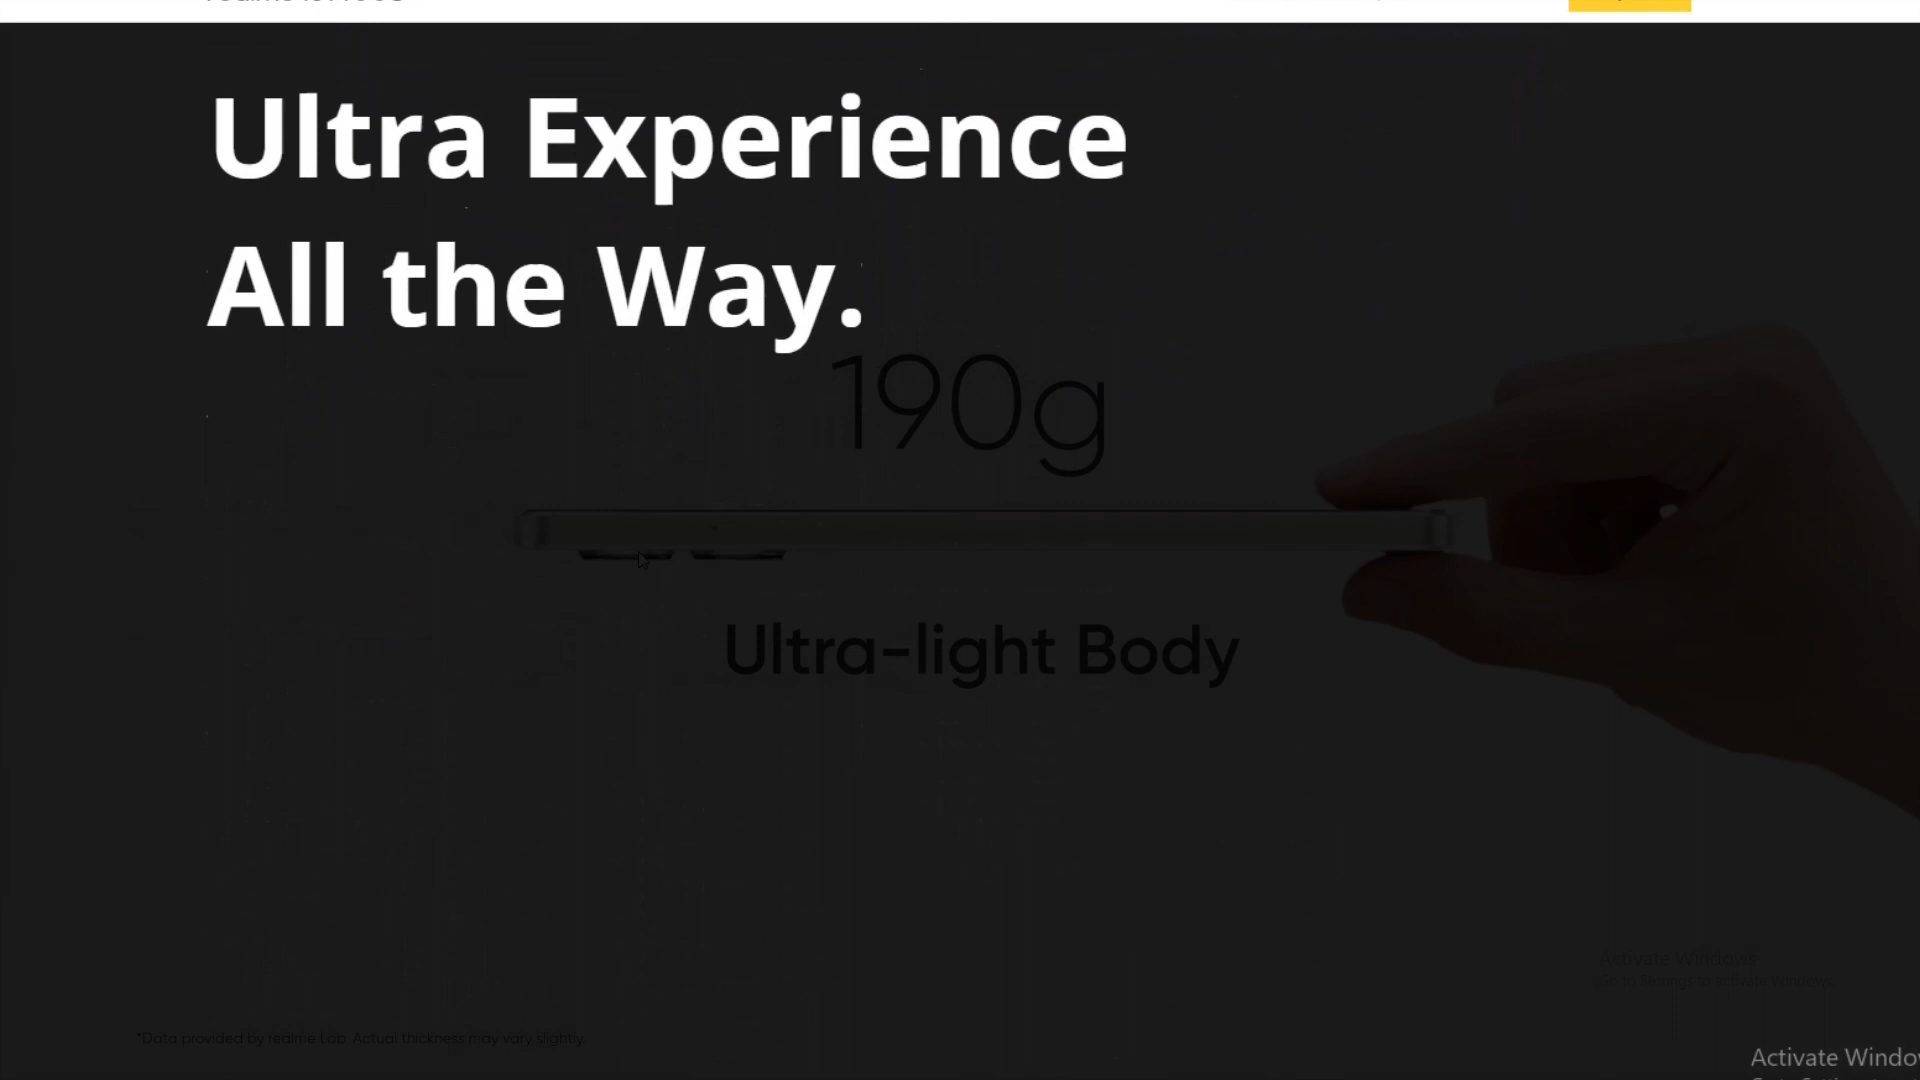 Ultra Experience
All the Way.
190g
Ultra-light Body
Activate Windows
Go to Settings to activate Windows.
*Data provided by realme Lab. Actual thickness may vary slightly.
Activate Windo